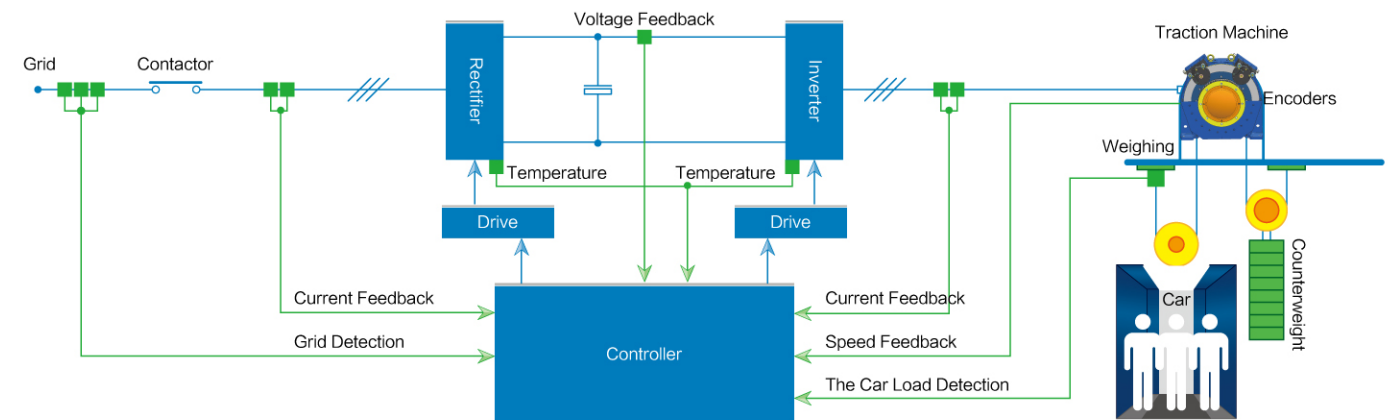 Voltage Feedback
Traction Machine
Grid
Contactor
Rectifier
Inverter
Encoders
Weighing
Temperature
Temperature
Drive
Drive
Counterweight
Current Feedback
Current Feedback
Car
Grid Detection
Controller
Speed Feedback
The Car Load Detection